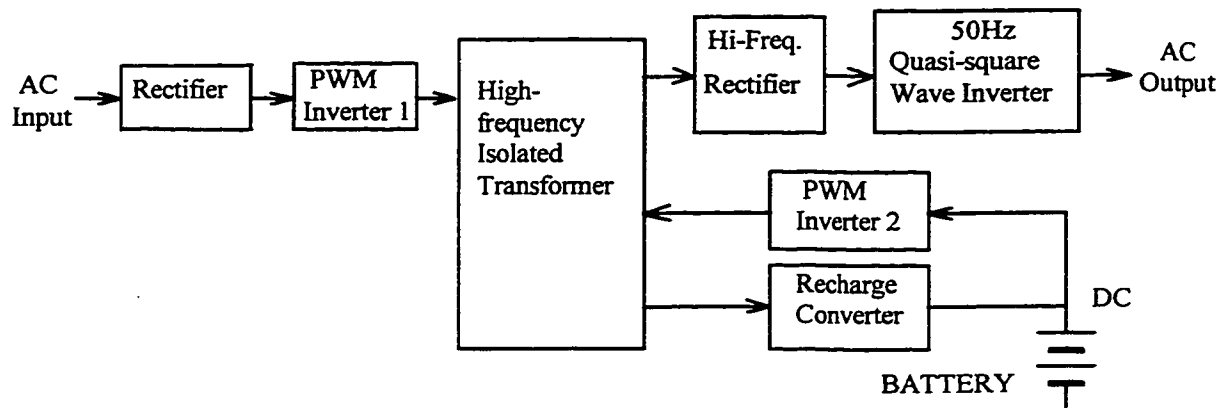 AC
Input
Rectifier
PWM
Inverter 1
High-
frequency
Isolated
Transformer
Hi-Freq.
Rectifier
50Hz
Quasi-square
Wave Inverter
AC
Output
PWM
Inverter 2
Recharge
Converter
DC
BATTERY